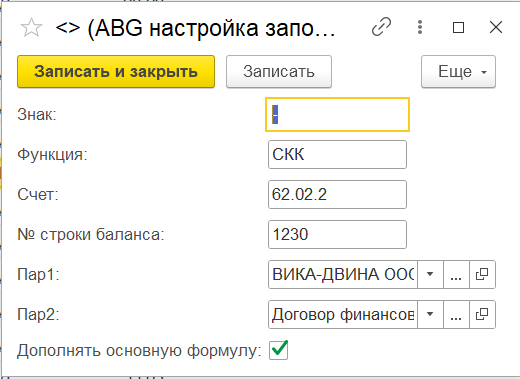 <> (ABG настройка запо...
Записать и закрыть Записать Еще
Знак: -
Функция: СКК
Счет: 62.02.2
№ строки баланса: 1230
Пар1: ВИКА-ДВИНА ООО ...
Пар2: Договор финансов ...
Дополнять основную формулу: